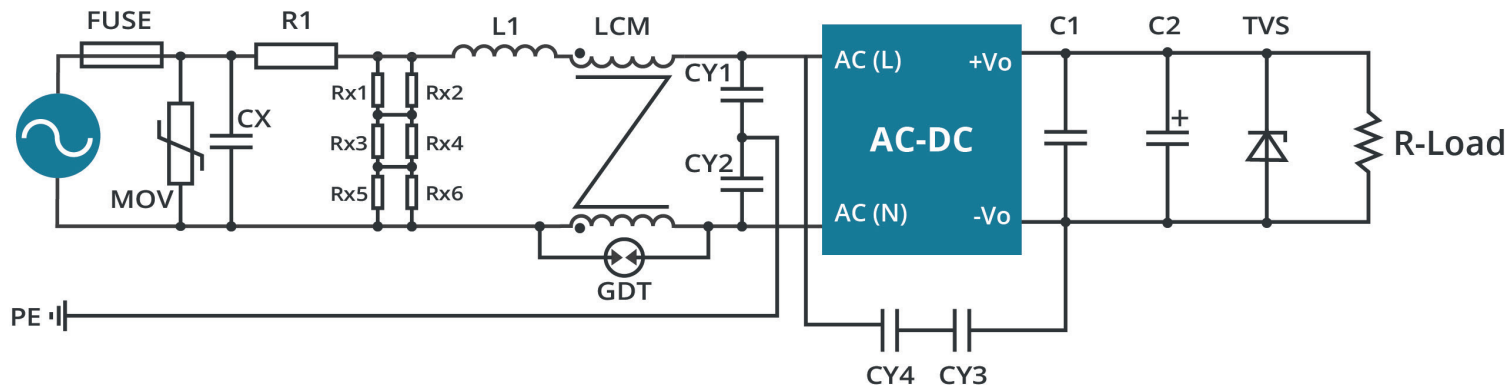 FUSE
R1
L1
LCM
C1
C2
TVS
AC (L)
+Vo
CY1
Rx1
Rx2
CX
Rx3
Rx4
AC-DC
R-Load
CY2
MOV
Rx5
Rx6
AC (N)
-Vo
GDT
PE
CY4
CY3